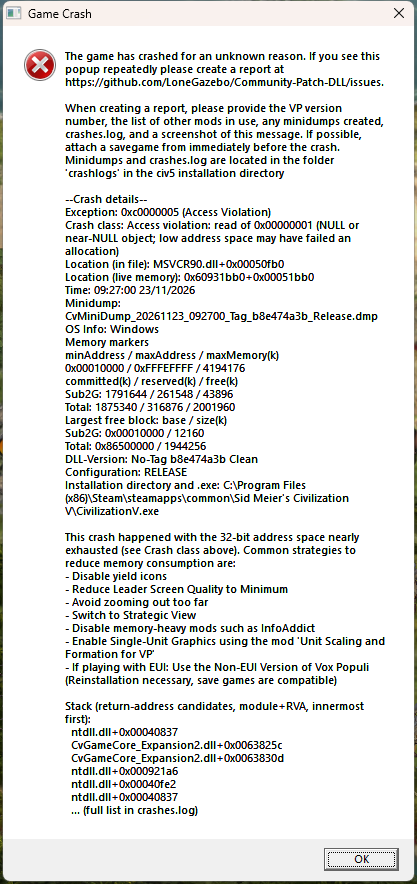 Game Crash
The game has crashed for an unknown reason. If you see this
popup repeatedly please create a report at
https://github.com/LoneGazebo/Community-Patch-DLL/issues.
When creating a report, please provide the VP version
number, the list of other mods in use, any minidumps created,
crashes.log, and a screenshot of this message. If possible,
attach a savegame from immediately before the crash.
Minidumps and crashes.log are located in the folder
'crashlogs' in the civ5 installation directory
--Crash details--
Exception: 0xc0000005 (Access Violation)
Crash class: Access violation: read of 0x00000001 (NULL or
near-NULL object; low address space may have failed an
allocation)
Location (in file): MSVCR90.dll+0x00050fb0
Location (live memory): 0x60931bb0+0x00051bb0
Time: 09:27:00 23/11/2026
Minidump:
CvMiniDump_20261123_092700_Tag_b8e474a3b_Release.dmp
OS Info: Windows
Memory markers
minAddress / maxAddress / maxMemory(k)
0x00010000 / 0xFFFEFFFF / 4194176
committed(k) / reserved(k) / free(k)
Sub2G: 1791644 / 261548 / 43896
Total: 1875340 / 316876 / 2001960
Largest free block: base / size(k)
Sub2G: 0x00010000 / 12160
Total: 0x86500000 / 1944256
DLL-Version: No-Tag b8e474a3b Clean
Configuration: RELEASE
Installation directory and .exe: C:\Program Files
(x86)\Steam\steamapps\common\Sid Meier's Civilization
V\CivilizationV.exe
This crash happened with the 32-bit address space nearly
exhausted (see Crash class above). Common strategies to
reduce memory consumption are:
- Disable yield icons
- Reduce Leader Screen Quality to Minimum
- Avoid zooming out too far
- Switch to Strategic View
- Disable memory-heavy mods such as InfoAddict
- Enable Single-Unit Graphics using the mod 'Unit Scaling and
Formation for VP'
- If playing with EUI: Use the Non-EUI Version of Vox Populi
(Reinstallation necessary, save games are compatible)
Stack (return-address candidates, module+RVA, innermost
first):
ntdll.dll+0x00040837
CvGameCore_Expansion2.dll+0x0063825c
CvGameCore_Expansion2.dll+0x0063830d
ntdll.dll+0x000921a6
ntdll.dll+0x00040fe2
ntdll.dll+0x00040837
... (full list in crashes.log)
OK